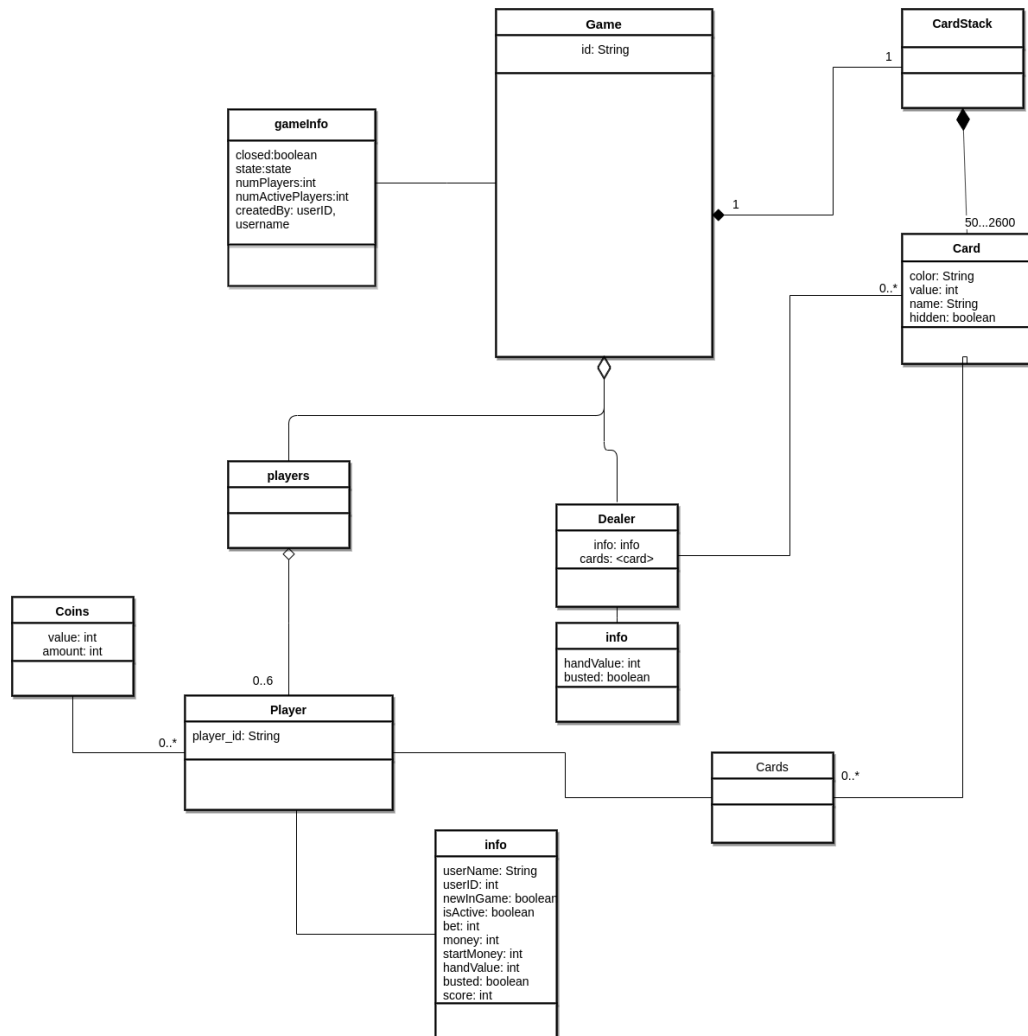 Game
id: String
CardStack
1
gameInfo
closed:boolean
state:state
numPlayers:int
numActivePlayers:int
createdBy: userID,
username
1
50...2600
Card
color: String
value: int
name: String
hidden: boolean
0..*
players
Dealer
info: info
cards: <card>
Coins
value: int
amount: int
info
handValue: int
busted: boolean
0..6
Player
player_id: String
0..*
Cards
0..*
info
userName: String
userID: int
newInGame: boolean
isActive: boolean
bet: int
money: int
startMoney: int
handValue: int
busted: boolean
score: int